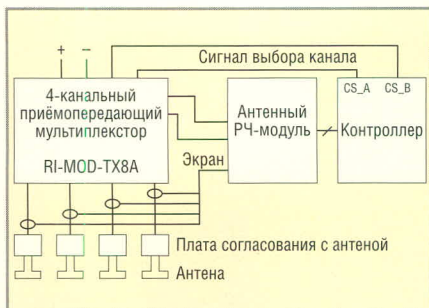 + –
Сигнал выбора канала
4-канальный
приёмопередающий
мультиплекстор
RI-MOD-TX8A
Антенный
РЧ-модуль
CS_A CS_B
Контроллер
Экран
Плата согласования с антеной
Антена